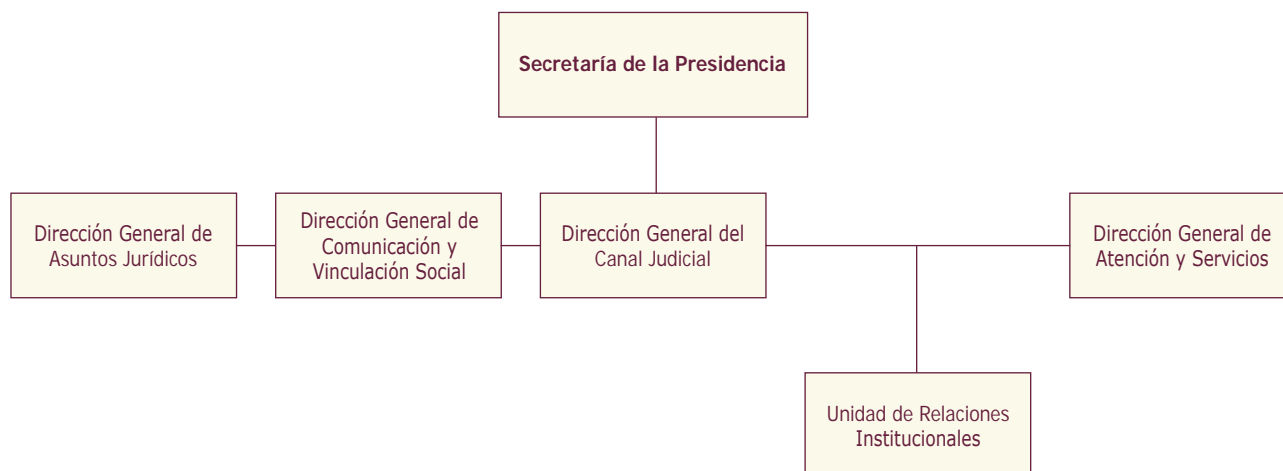 Secretaría de la Presidencia
Dirección General de
Asuntos Jurídicos
Dirección General de
Comunicación y
Vinculación Social
Dirección General del
Canal Judicial
Dirección General de
Atención y Servicios
Unidad de Relaciones
Institucionales